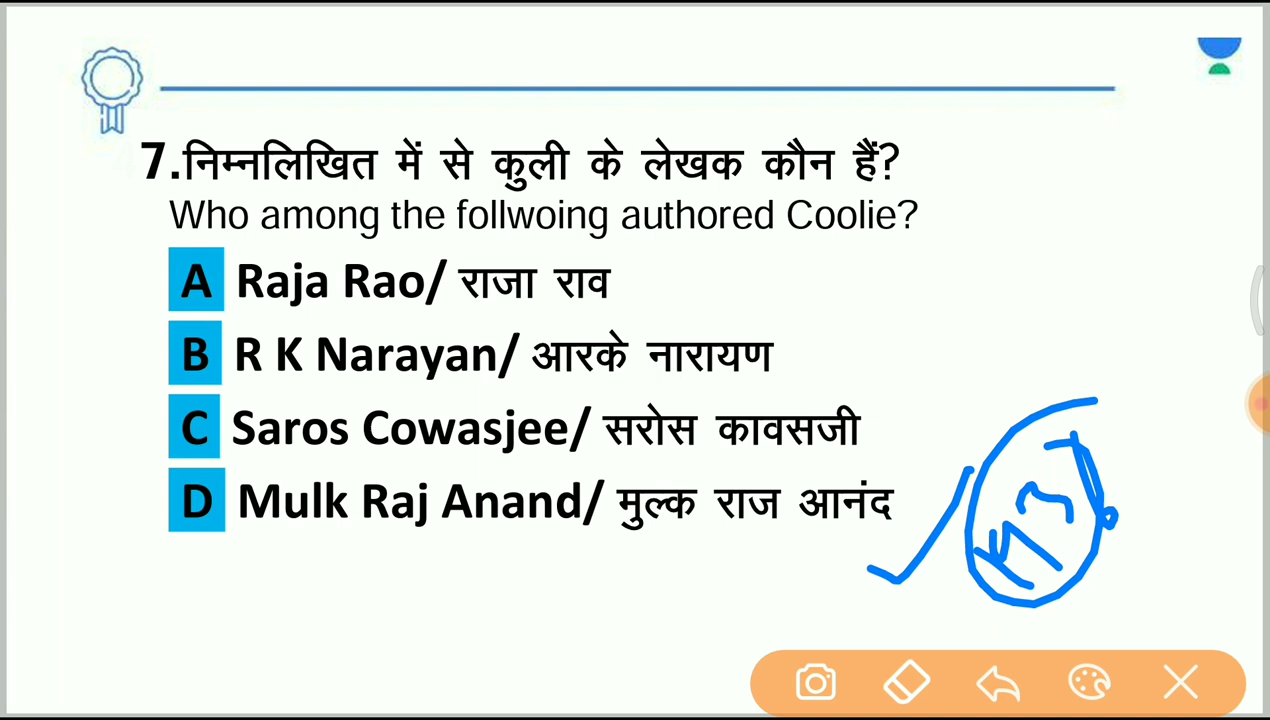 7.निम्नलिखित में से कुली के लेखक कौन हैं?
Who among the follwoing authored Coolie?
A Raja Rao/ राजा राव
B R K Narayan/ आरके नारायण
C Saros Cowasjee/ सरोस कावसजी
D Mulk Raj Anand/ मुल्क राज आनंद